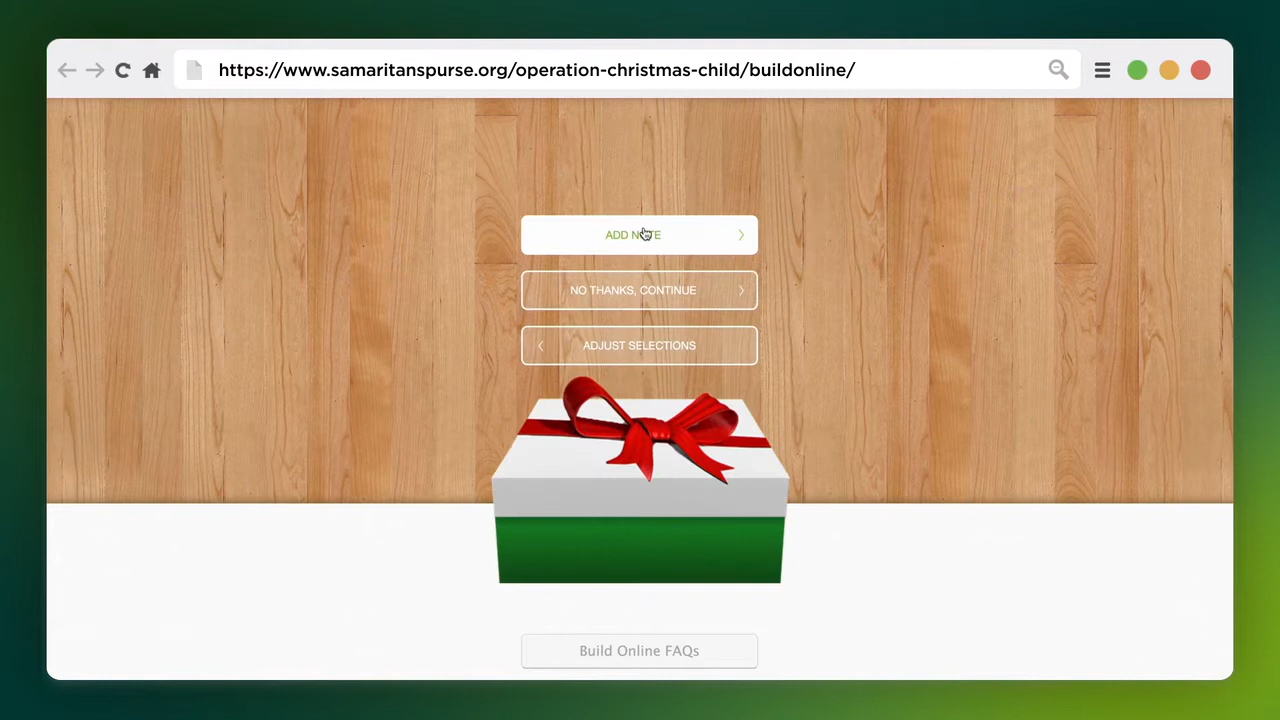 https://www.samaritanspurse.org/operation-christmas-child/buildonline/
ADD NOTE
NO THANKS, CONTINUE
ADJUST SELECTIONS
Build Online FAQs